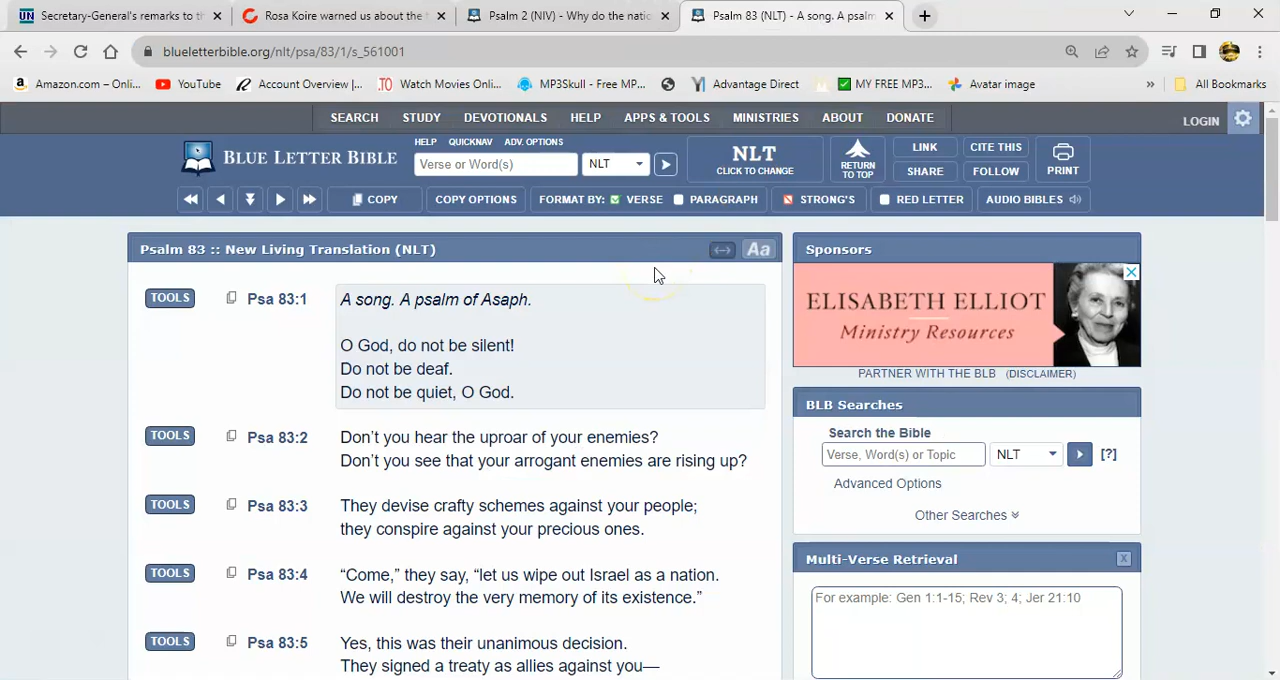 UN Secretary-General's remarks to th
Rosa Koire warned us about the f
Psalm 2 (NIV) - Why do the natio
Psalm 83 (NLT) - A song. A psalm
blueletterbible.org/nlt/psa/83/1/s_561001
Amazon.com – Onli...
YouTube
Account Overview |...
.TO Watch Movies Onli...
MP3Skull - Free MP...
Advantage Direct
MY FREE MP3...
Avatar image
»
All Bookmarks
SEARCH STUDY DEVOTIONALS HELP APPS & TOOLS MINISTRIES ABOUT DONATE
LOGIN
BLUE LETTER BIBLE
HELP QUICKNAV ADV. OPTIONS
Verse or Word(s)
NLT
NLT
CLICK TO CHANGE
RETURN
TO TOP
LINK
CITE THIS
SHARE
FOLLOW
PRINT
COPY
COPY OPTIONS
FORMAT BY: VERSE PARAGRAPH
STRONG'S
RED LETTER
AUDIO BIBLES
Psalm 83 :: New Living Translation (NLT)
Aa
TOOLS Psa 83:1 A song. A psalm of Asaph.
O God, do not be silent!
Do not be deaf.
Do not be quiet, O God.
TOOLS Psa 83:2 Don't you hear the uproar of your enemies?
Don't you see that your arrogant enemies are rising up?
TOOLS Psa 83:3 They devise crafty schemes against your people;
they conspire against your precious ones.
TOOLS Psa 83:4 “Come,” they say, “let us wipe out Israel as a nation.
We will destroy the very memory of its existence.”
TOOLS Psa 83:5 Yes, this was their unanimous decision.
They signed a treaty as allies against you—
Sponsors
ELISABETH ELLIOT
Ministry Resources
PARTNER WITH THE BLB (DISCLAIMER)
BLB Searches
Search the Bible
Verse, Word(s) or Topic
NLT
[?]
Advanced Options
Other Searches
Multi-Verse Retrieval
X
For example: Gen 1:1-15; Rev 3; 4; Jer 21:10